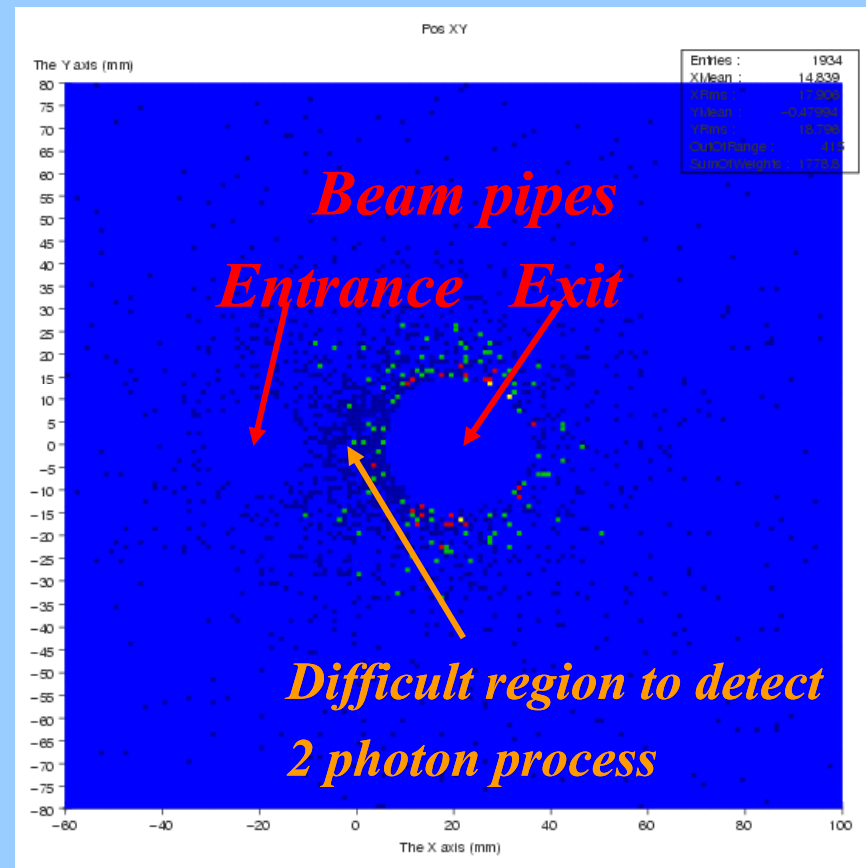 Pos XY
The Y axis (mm)
Entries : 1934
XMean : 14.839
XRms : 17.906
YMean : -0.47994
YRms : 18.796
OutOfRange : 415
SumOfWeights : 1778.8
80
75
70
65
60
55
50
45
40
35
30
25
20
15
10
5
0
-5
-10
-15
-20
-25
-30
-35
-40
-45
-50
-55
-60
-65
-70
-75
-80
Beam pipes
Entrance Exit
Difficult region to detect
2 photon process
-60 -40 -20 0 20 40 60 80 100
The X axis (mm)